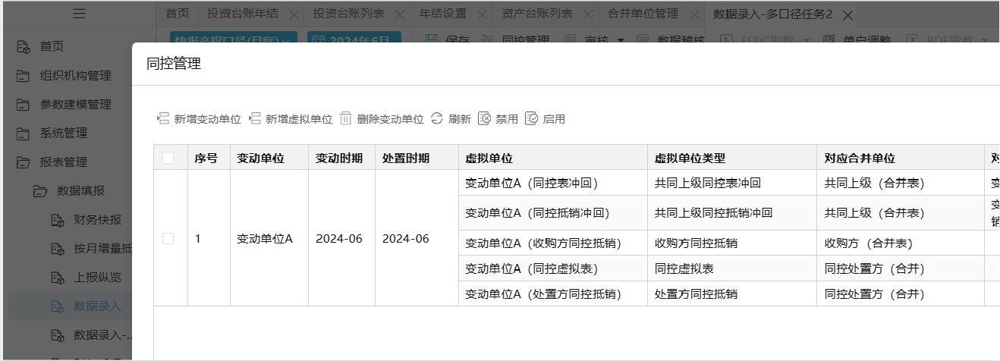 首页 投资台账年结 投资台账列表 年结设置 资产台账列表 合并单位管理 数据录入-多口径任务2
快报产权口径(月度) 2024年6月 保存 同控管理 审核 数据稽核 单户调整
首页
组织机构管理
参数建模管理
系统管理
报表管理
数据填报
财务快报
按月增量抵
上报纵览
数据录入
数据录入-...
同控管理
新增变动单位 新增虚拟单位 删除变动单位 刷新 禁用 启用
序号 变动单位 变动时期 处置时期 虚拟单位 虚拟单位类型 对应合并单位 对
1 变动单位A 2024-06 2024-06
变动单位A（同控表冲回） 共同上级同控表冲回 共同上级（合并表） 变
变动单位A（同控抵销冲回） 共同上级同控抵销冲回 共同上级（合并表） 变
销
变动单位A（收购方同控抵销） 收购方同控抵销 收购方（合并表）
变动单位A（同控虚拟表） 同控虚拟表 同控处置方（合并）
变动单位A（处置方同控抵销） 处置方同控抵销 同控处置方（合并）